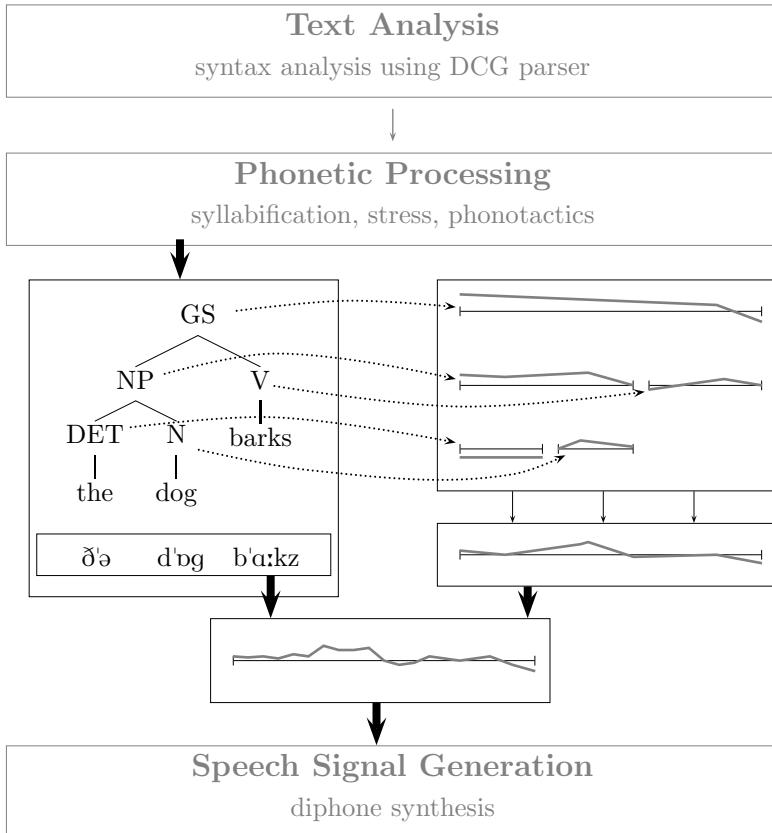 Text Analysis
syntax analysis using DCG parser
Phonetic Processing
syllabification, stress, phonotactics
GS
NP V
DET N barks
the dog
ðˈə dˈɒɡ bˈɑːkz
Speech Signal Generation
diphone synthesis